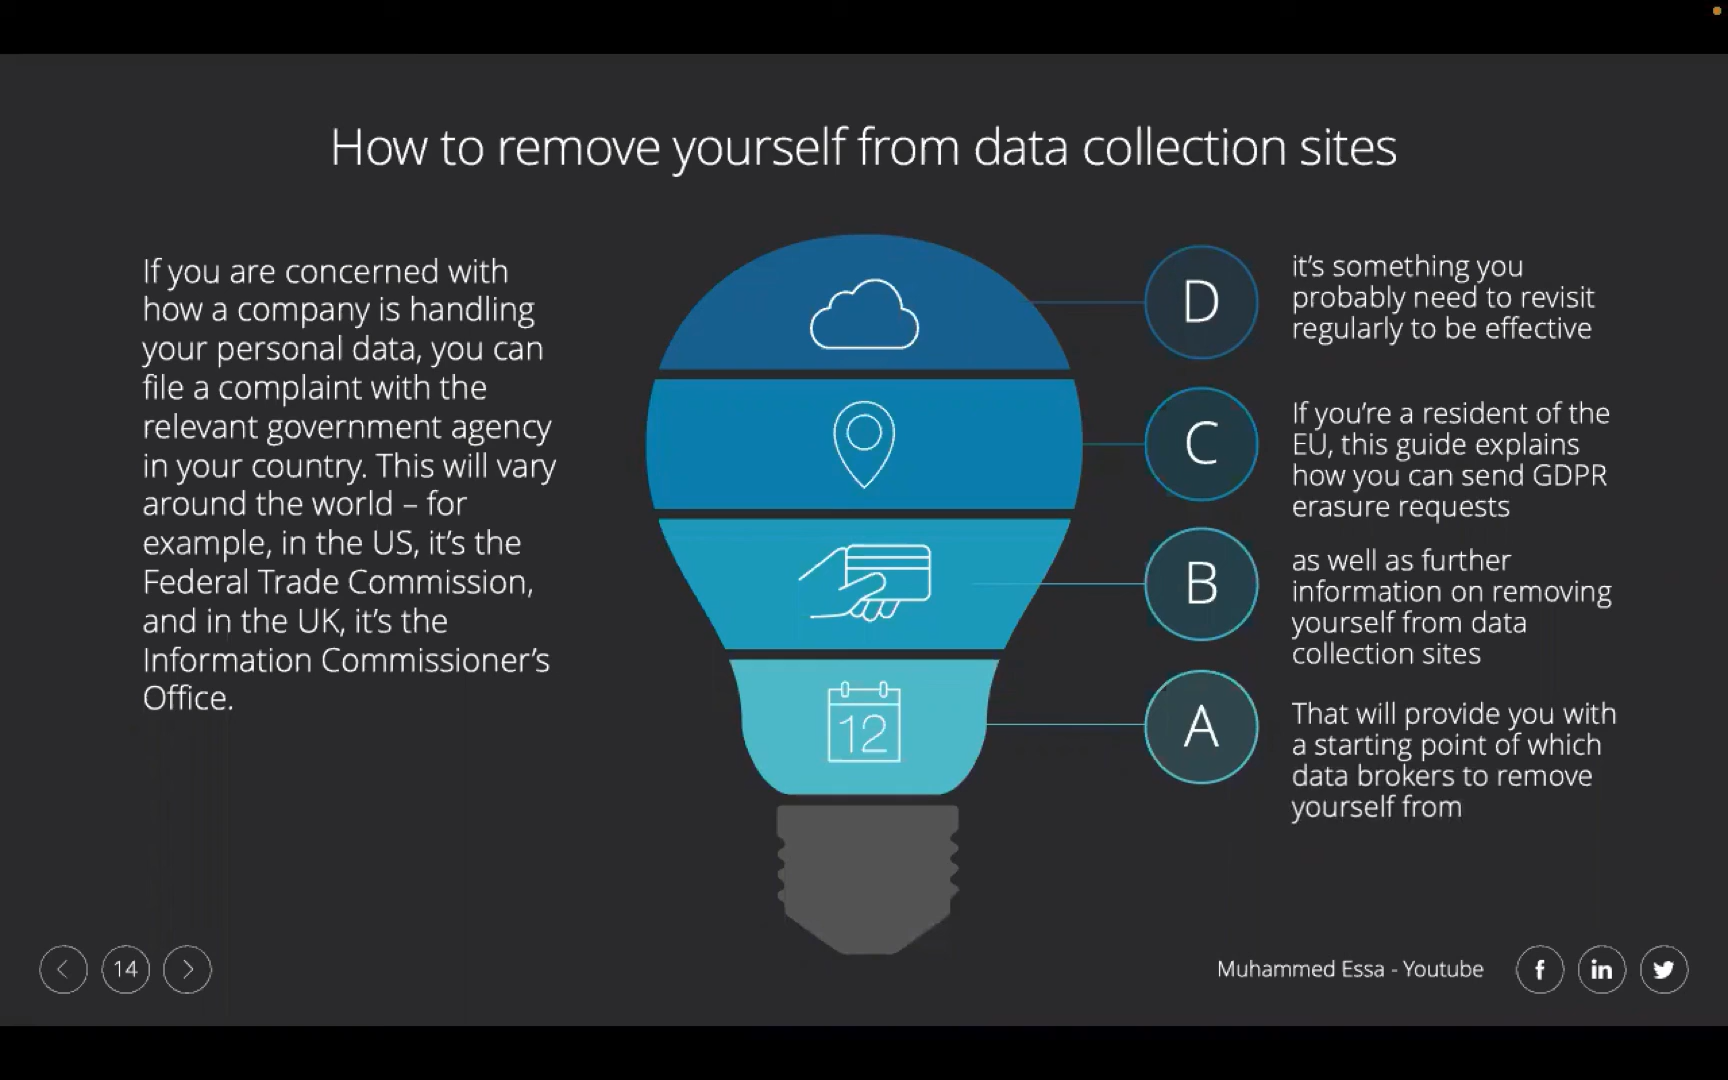 How to remove yourself from data collection sites
If you are concerned with
how a company is handling
your personal data, you can
file a complaint with the
relevant government agency
in your country. This will vary
around the world – for
example, in the US, it’s the
Federal Trade Commission,
and in the UK, it’s the
Information Commissioner’s
Office.
12
D
it’s something you
probably need to revisit
regularly to be effective
C
If you’re a resident of the
EU, this guide explains
how you can send GDPR
erasure requests
B
as well as further
information on removing
yourself from data
collection sites
A
That will provide you with
a starting point of which
data brokers to remove
yourself from
14
Muhammed Essa - Youtube
f
in